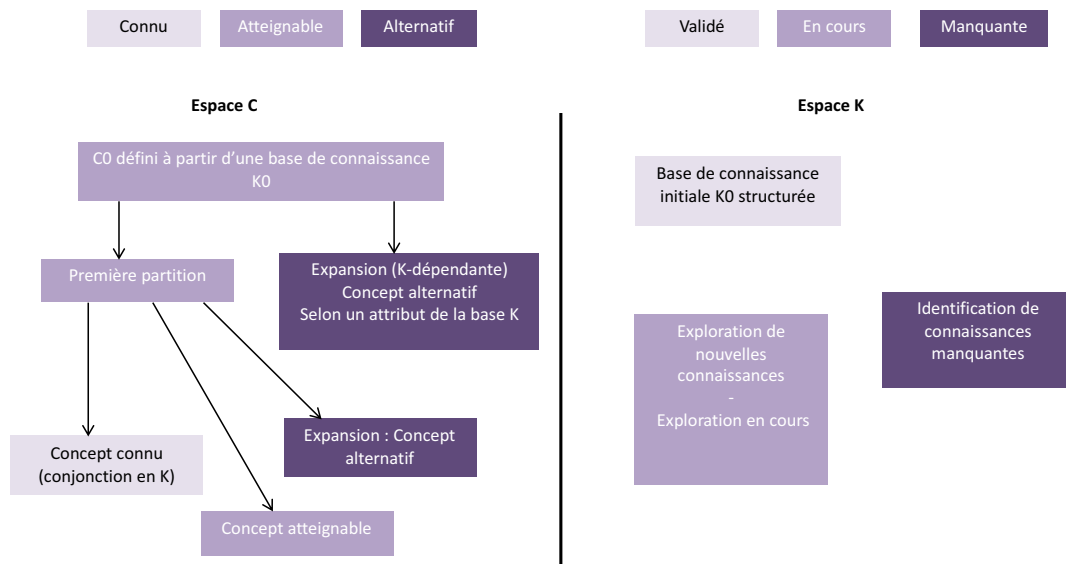 Connu
Atteignable
Alternatif
Validé
En cours
Manquante
Espace C
Espace K
C0 défini à partir d’une base de connaissance
K0
Première partition
Expansion (K-dépendante)
Concept alternatif
Selon un attribut de la base K
Expansion : Concept
alternatif
Concept connu
(conjonction en K)
Concept atteignable
Base de connaissance
initiale K0 structurée
Exploration de
nouvelles
connaissances
-
Exploration en cours
Identification de
connaissances
manquantes